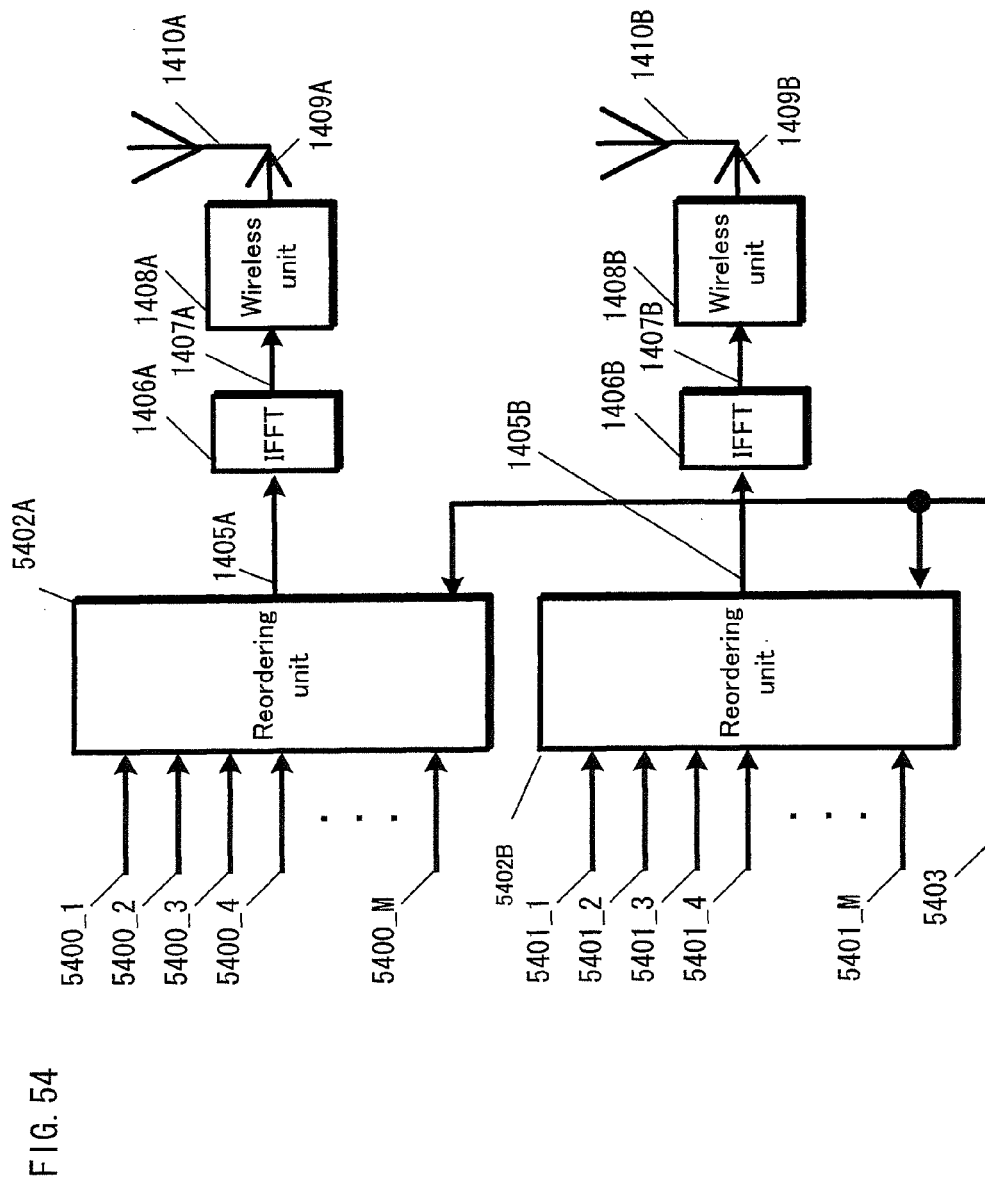 FIG. 54
5400_1
5400_2
5400_3
5400_4
5400_M
5402A
Reordering
unit
1405A
1406A
IFFT
1407A
1408A
Wireless
unit
1409A
1410A
5401_1
5401_2
5401_3
5401_4
5401_M
5402B
Reordering
unit
1405B
1406B
IFFT
1407B
1408B
Wireless
unit
1409B
1410B
5403